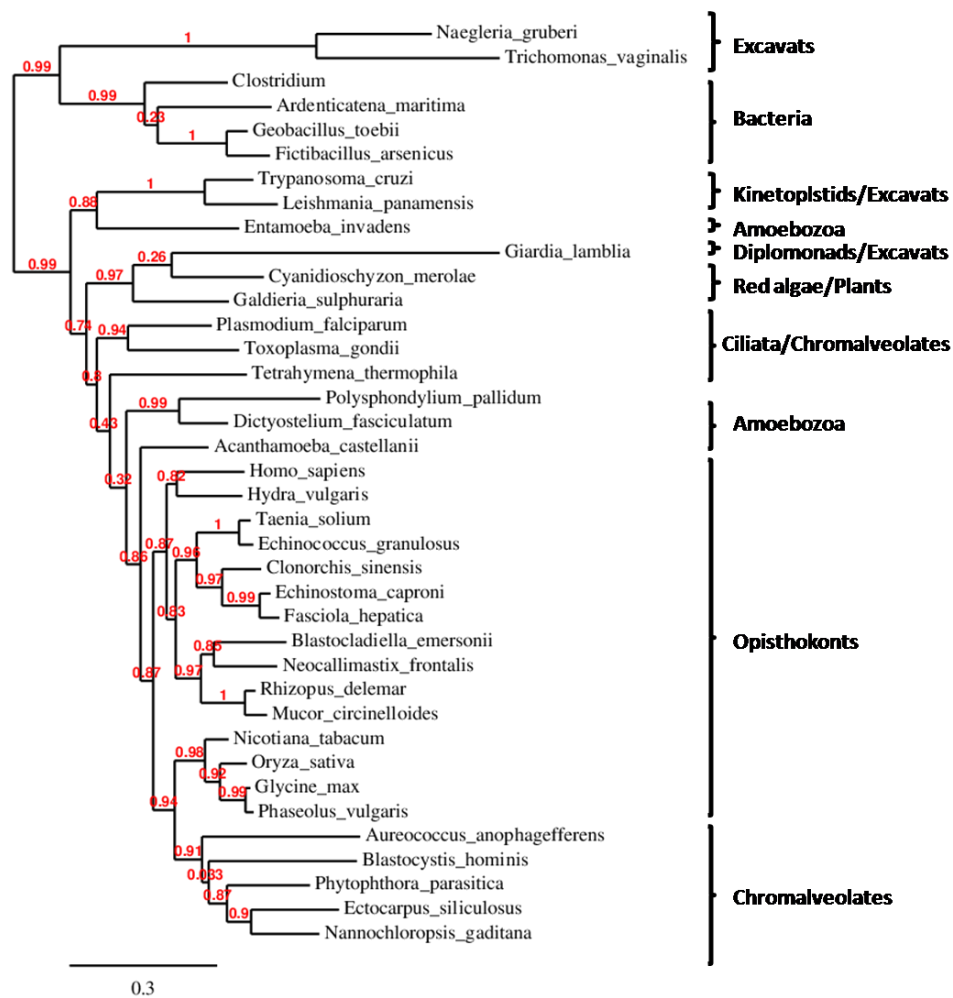 Naegleria_gruberi
1
Trichomonas_vaginalis
Excavats
0.99
Clostridium
0.99
Ardenticatena_maritima
0.23
Bacteria
Geobacillus_toebii
1
Fictibacillus_arsenicus
Trypanosoma_cruzi
1
Leishmania_panamensis
Kinetoplstids/Excavats
0.88
Entamoeba_invadens
Amoebozoa
Giardia_lamblia
Diplomonads/Excavats
0.26
0.99
0.97
Cyanidioschyzon_merolae
Red algae/Plants
Galdieria_sulphuraria
Plasmodium_falciparum
0.74
0.94
Toxoplasma_gondii
Ciliata/Chromalveolates
0.8
Tetrahymena_thermophila
Polysphondylium_pallidum
0.99
0.43
Dictyostelium_fasciculatum
Amoebozoa
Acanthamoeba_castellanii
0.32
Homo_sapiens
0.82
Hydra_vulgaris
Taenia_solium
1
0.87
Echinococcus_granulosus
0.86
0.96
Clonorchis_sinensis
0.97
Echinostoma_caproni
0.99
0.83
Fasciola_hepatica
Blastocladiella_emersonii
0.86
Opisthokonts
Neocallimastix_frontalis
0.87
0.97
Rhizopus_delemar
1
Mucor_circinelloides
Nicotiana_tabacum
0.98
Oryza_sativa
0.92
Glycine_max
0.99
0.94
Phaseolus_vulgaris
Aureococcus_anophagefferens
0.91
Blastocystis_hominis
0.033
Phytophthora_parasitica
0.87
Chromalveolates
Ectocarpus_siliculosus
0.9
Nannochloropsis_gaditana
0.3